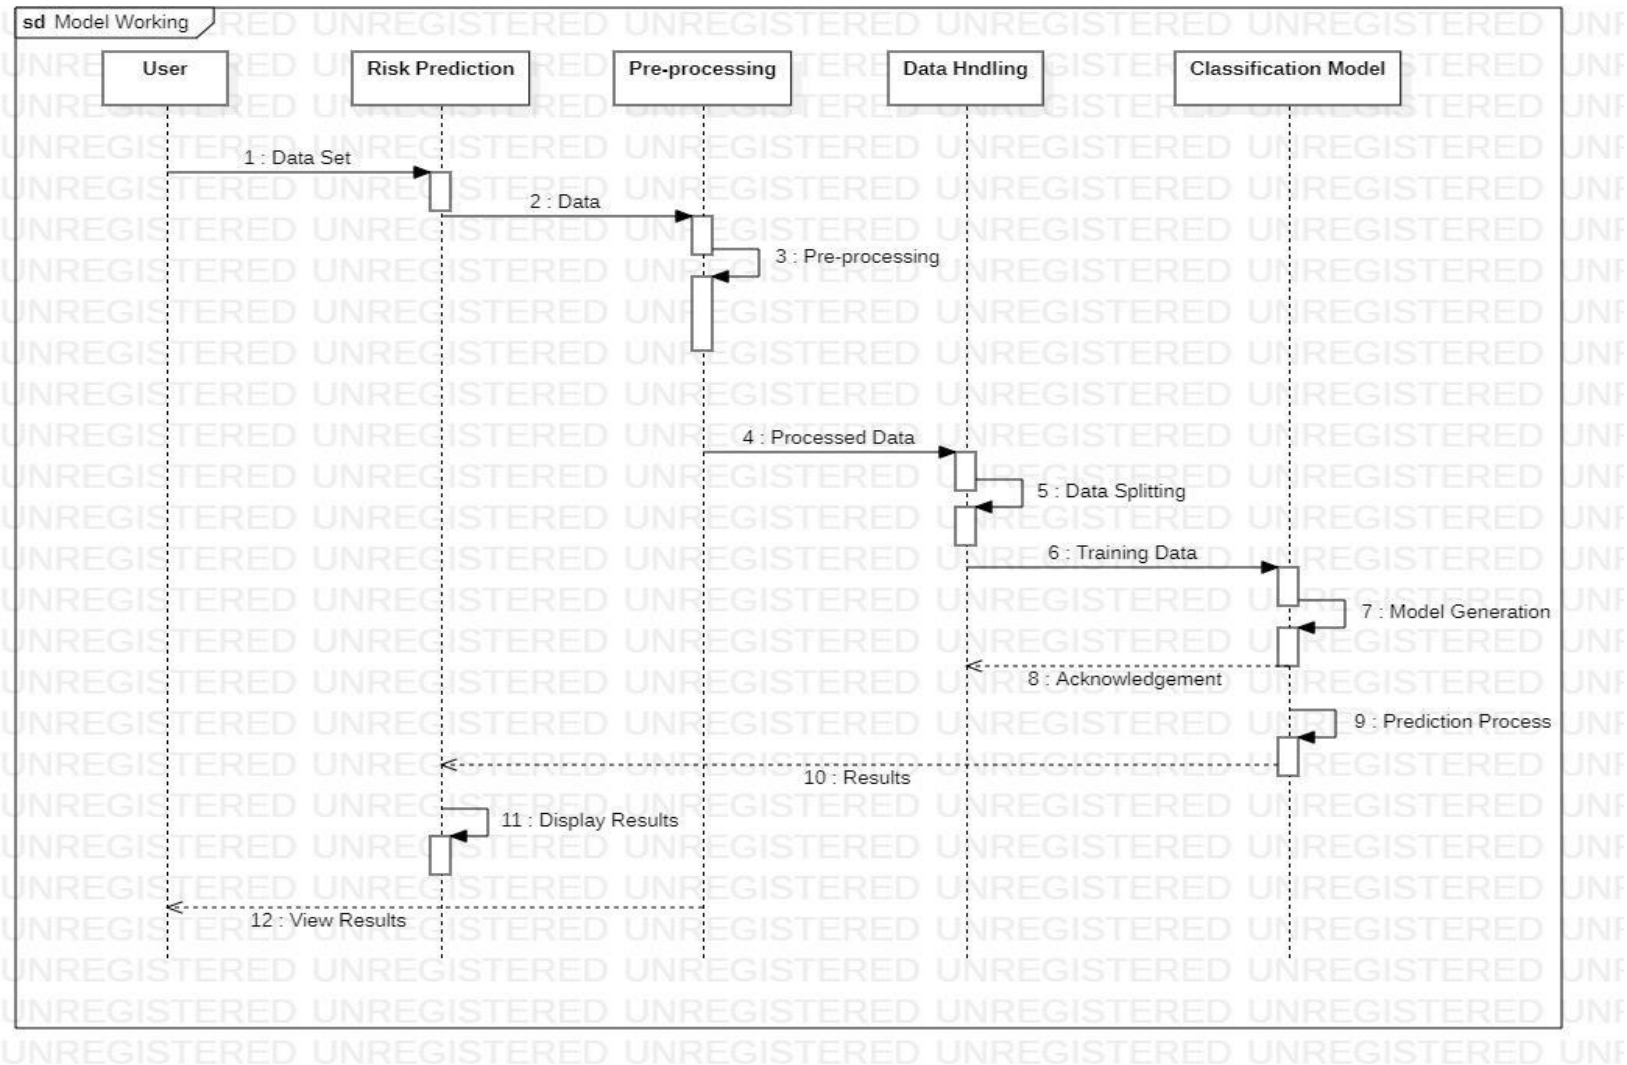 sd Model Working
User
Risk Prediction
Pre-processing
Data Hndling
Classification Model
1 : Data Set
2 : Data
3 : Pre-processing
4 : Processed Data
5 : Data Splitting
6 : Training Data
7 : Model Generation
8 : Acknowledgement
9 : Prediction Process
10 : Results
11 : Display Results
12 : View Results
UNREGISTERED